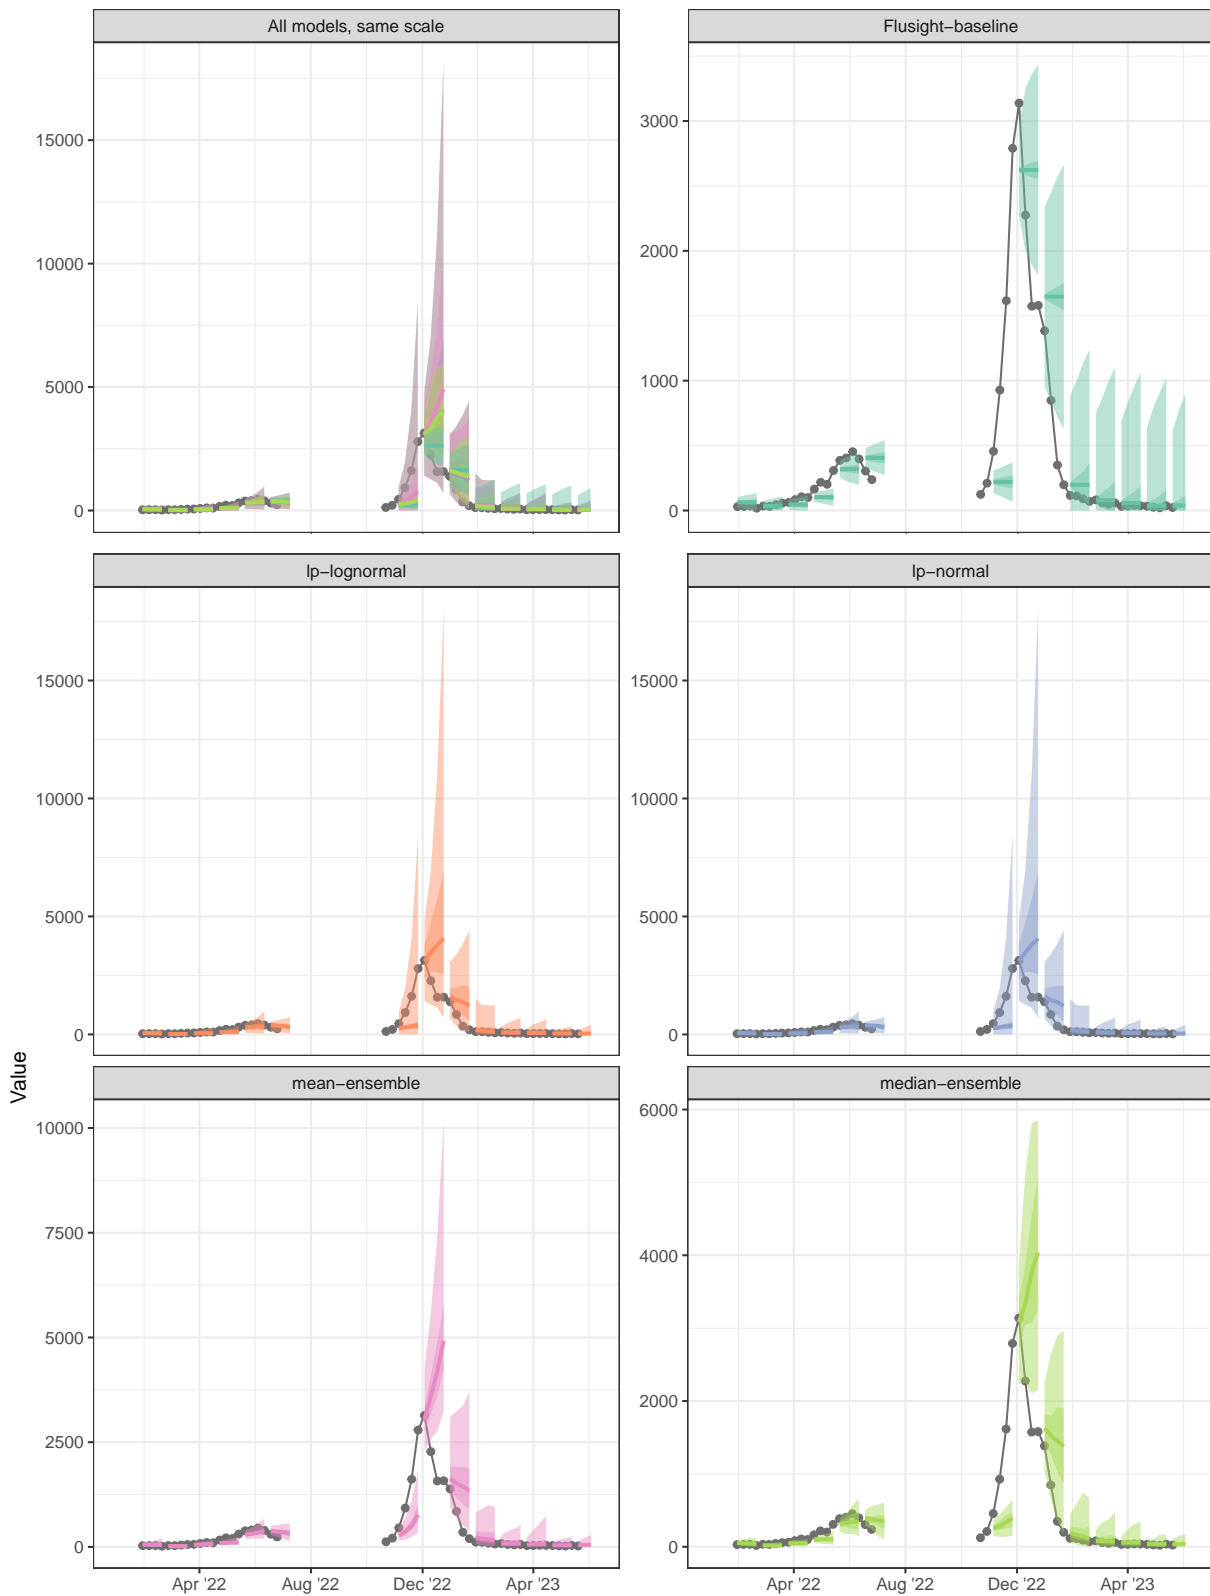 All models, same scale
Flusight−baseline
15000
10000
5000
0
3000
2000
1000
0
lp−lognormal
lp−normal
15000
10000
5000
0
15000
10000
5000
0
Value
mean−ensemble
median−ensemble
10000
7500
5000
2500
0
6000
4000
2000
0
Apr '22
Aug '22
Dec '22
Apr '23
Apr '22
Aug '22
Dec '22
Apr '23